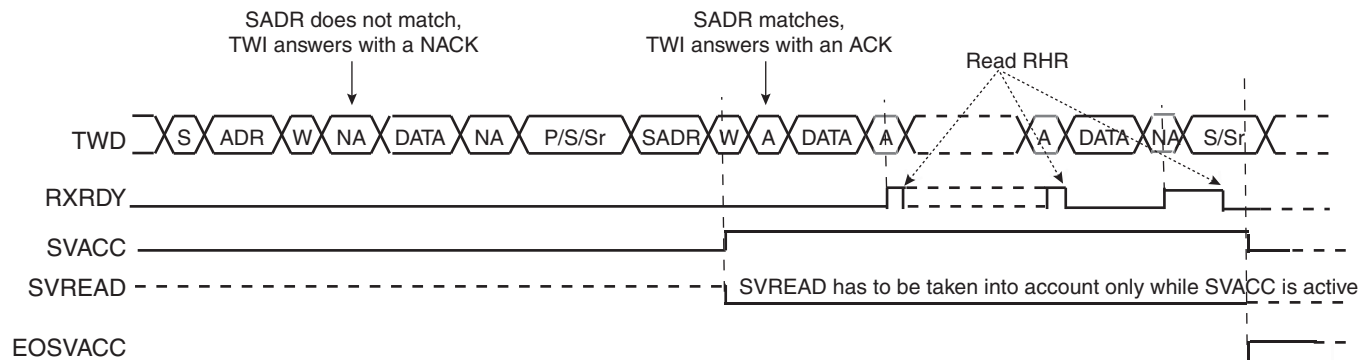 SADR does not match,
TWI answers with a NACK
SADR matches,
TWI answers with an ACK
Read RHR
TWD S ADR W NA DATA NA P/S/Sr SADR W A DATA A A DATA NA S/Sr
RXRDY
SVACC
SVREAD SVREAD has to be taken into account only while SVACC is active
EOSVACC